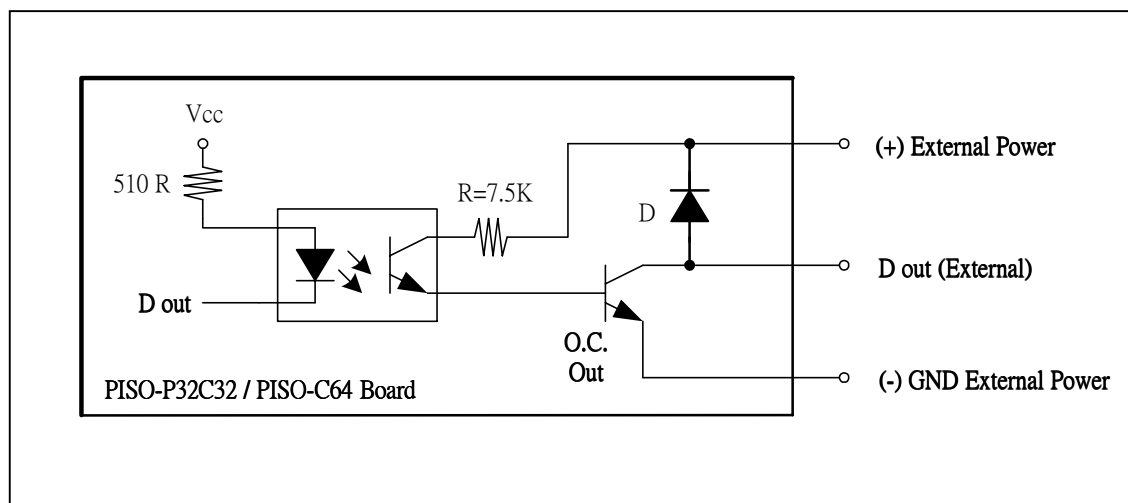 Vcc
510 R
R=7.5K
(+) External Power
D
D out (External)
D out
O.C.
Out
(-) GND External Power
PISO-P32C32 / PISO-C64 Board